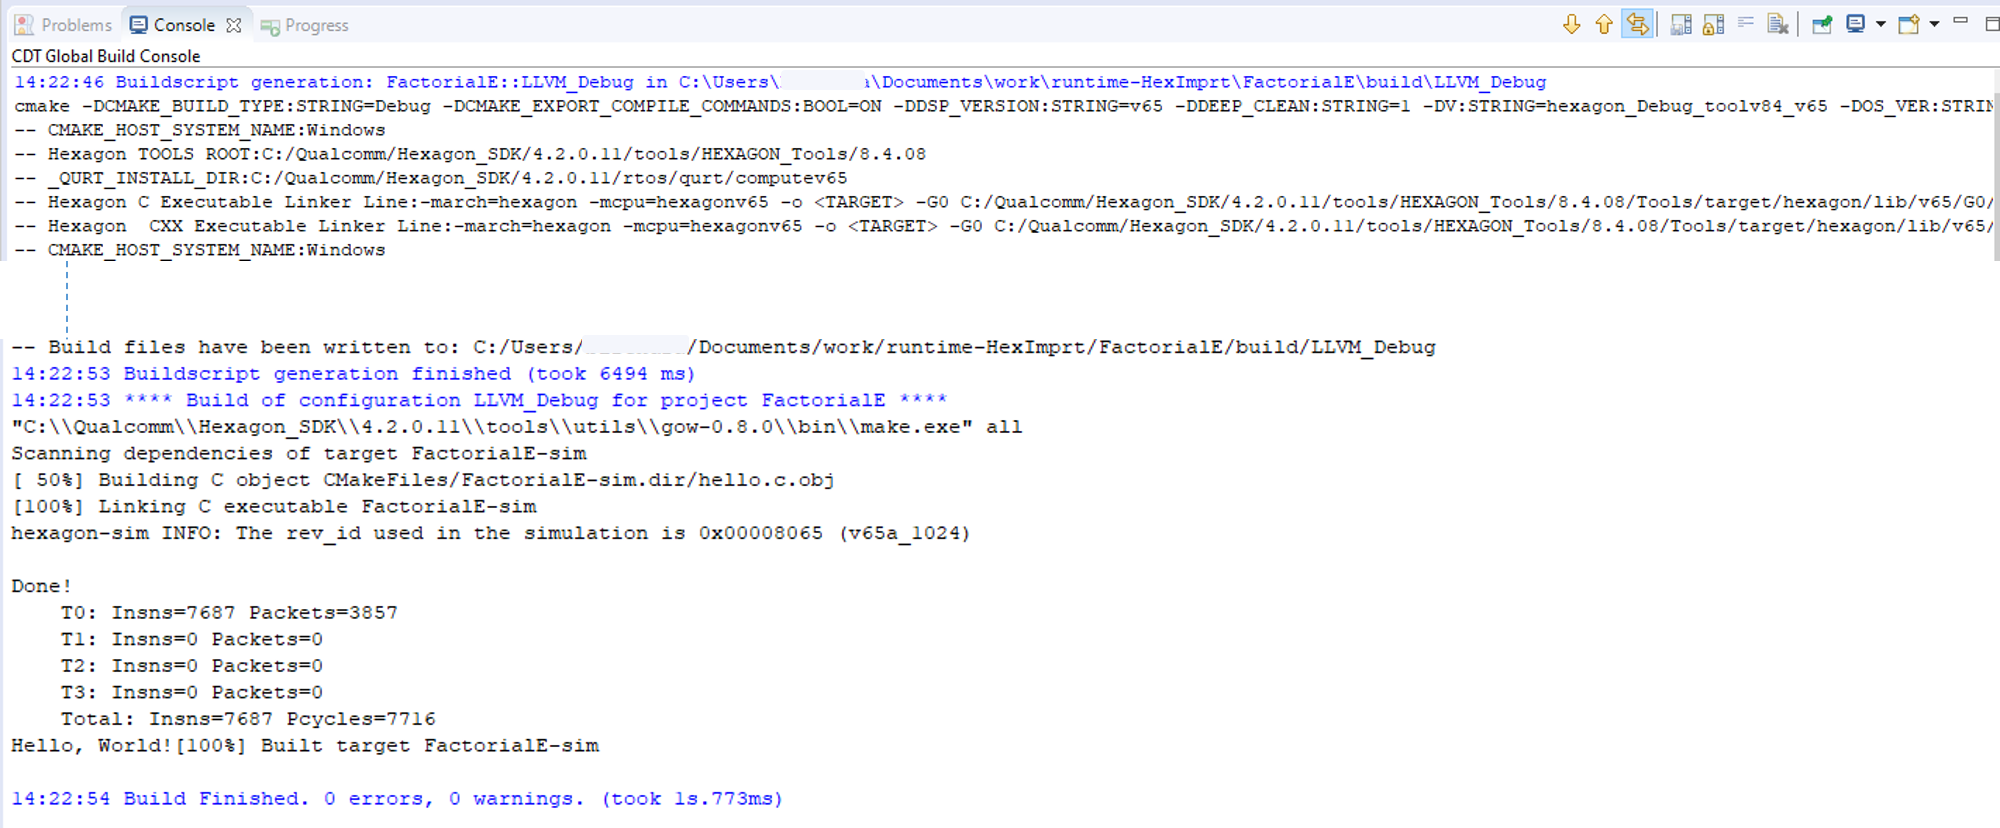 Problems Console Progress
CDT Global Build Console
14:22:46 Buildscript generation: FactorialE::LLVM_Debug in C:\Users\ a\Documents\work\runtime-HexImprt\FactorialE\build\LLVM_Debug
cmake -DCMAKE_BUILD_TYPE:STRING=Debug -DCMAKE_EXPORT_COMPILE_COMMANDS:BOOL=ON -DDSP_VERSION:STRING=v65 -DDEEP_CLEAN:STRING=1 -DV:STRING=hexagon_Debug_toolv84_v65 -DOS_VER:STRIN
-- CMAKE_HOST_SYSTEM_NAME:Windows
-- Hexagon TOOLS ROOT:C:/Qualcomm/Hexagon_SDK/4.2.0.11/tools/HEXAGON_Tools/8.4.08
-- _QURT_INSTALL_DIR:C:/Qualcomm/Hexagon_SDK/4.2.0.11/rtos/qurt/computev65
-- Hexagon C Executable Linker Line:-march=hexagon -mcpu=hexagonv65 -o <TARGET> -G0 C:/Qualcomm/Hexagon_SDK/4.2.0.11/tools/HEXAGON_Tools/8.4.08/Tools/target/hexagon/lib/v65/G0/
-- Hexagon  CXX Executable Linker Line:-march=hexagon -mcpu=hexagonv65 -o <TARGET> -G0 C:/Qualcomm/Hexagon_SDK/4.2.0.11/tools/HEXAGON_Tools/8.4.08/Tools/target/hexagon/lib/v65/
-- CMAKE_HOST_SYSTEM_NAME:Windows
-- Build files have been written to: C:/Users/ /Documents/work/runtime-HexImprt/FactorialE/build/LLVM_Debug
14:22:53 Buildscript generation finished (took 6494 ms)
14:22:53 **** Build of configuration LLVM_Debug for project FactorialE ****
"C:\\Qualcomm\\Hexagon_SDK\\4.2.0.11\\tools\\utils\\gow-0.8.0\\bin\\make.exe" all
Scanning dependencies of target FactorialE-sim
[ 50%] Building C object CMakeFiles/FactorialE-sim.dir/hello.c.obj
[100%] Linking C executable FactorialE-sim
hexagon-sim INFO: The rev_id used in the simulation is 0x00008065 (v65a_1024)
Done!
T0: Insns=7687 Packets=3857
T1: Insns=0 Packets=0
T2: Insns=0 Packets=0
T3: Insns=0 Packets=0
Total: Insns=7687 Pcycles=7716
Hello, World![100%] Built target FactorialE-sim
14:22:54 Build Finished. 0 errors, 0 warnings. (took 1s.773ms)